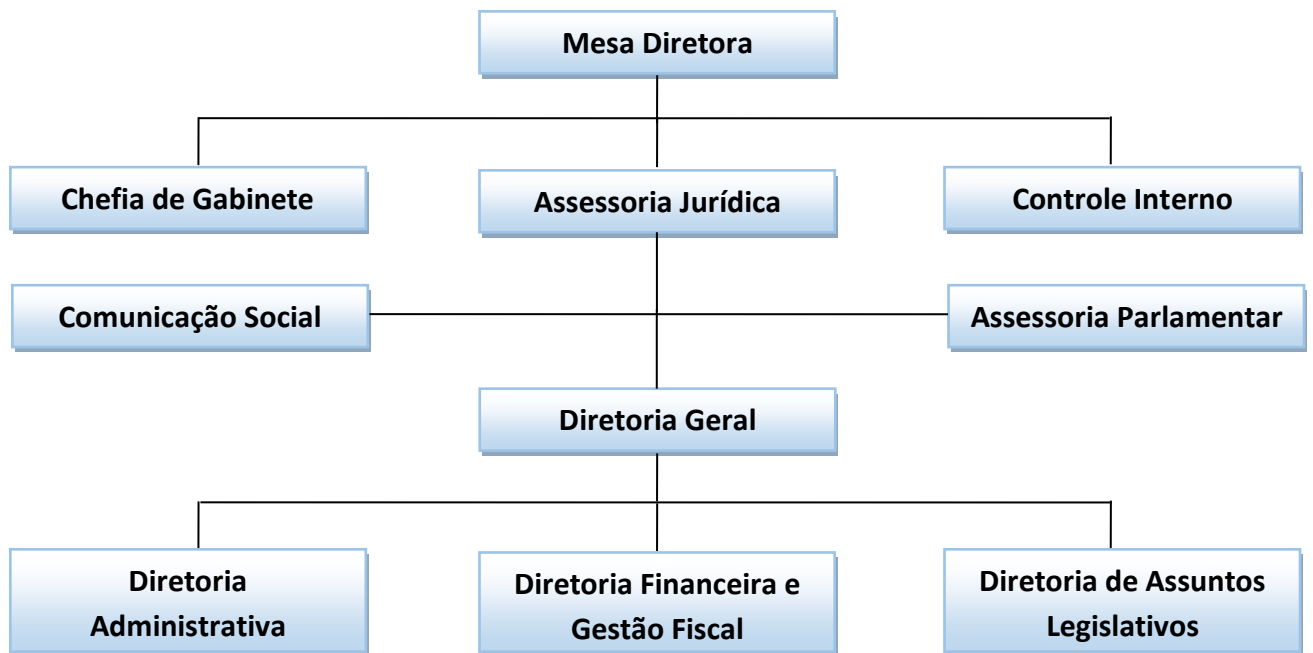 Mesa Diretora
Chefia de Gabinete
Assessoria Jurídica
Controle Interno
Comunicação Social
Assessoria Parlamentar
Diretoria Geral
Diretoria
Administrativa
Diretoria Financeira e
Gestão Fiscal
Diretoria de Assuntos
Legislativos